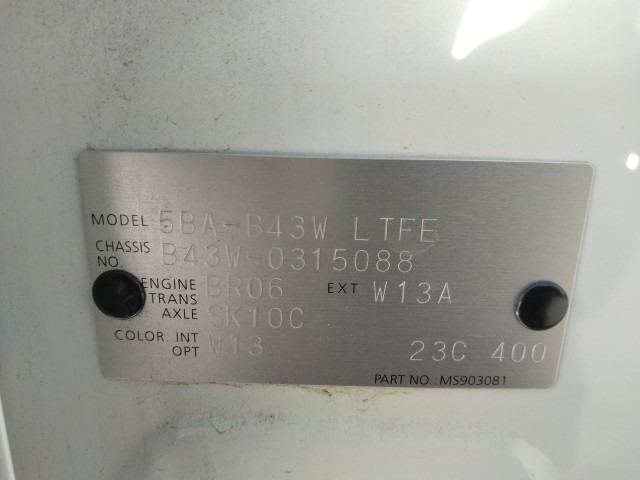 MODEL 5BA-B43W LTFE
CHASSIS NO. B43W-0315088
ENGINE BR06 EXT W13A
TRANS AXLE SK10C
COLOR. INT W13
OPT 23C 400
PART NO.:MS903081